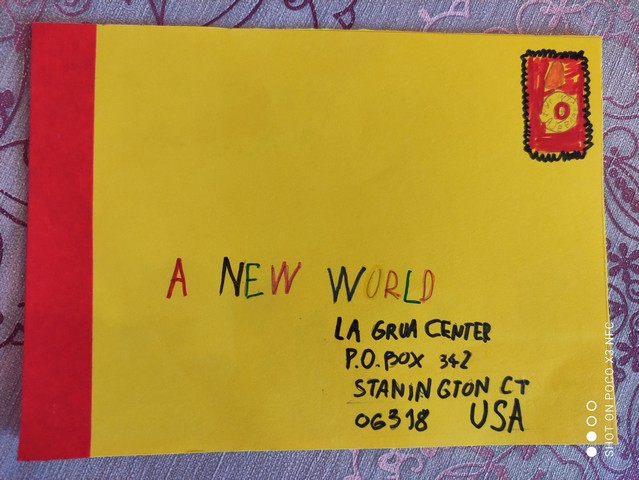 A NEW WORLD
LA GRUA CENTER
P.O. BOX 342
STANINGTON CT
06318 USA
SHOT ON POCO X3 NFC